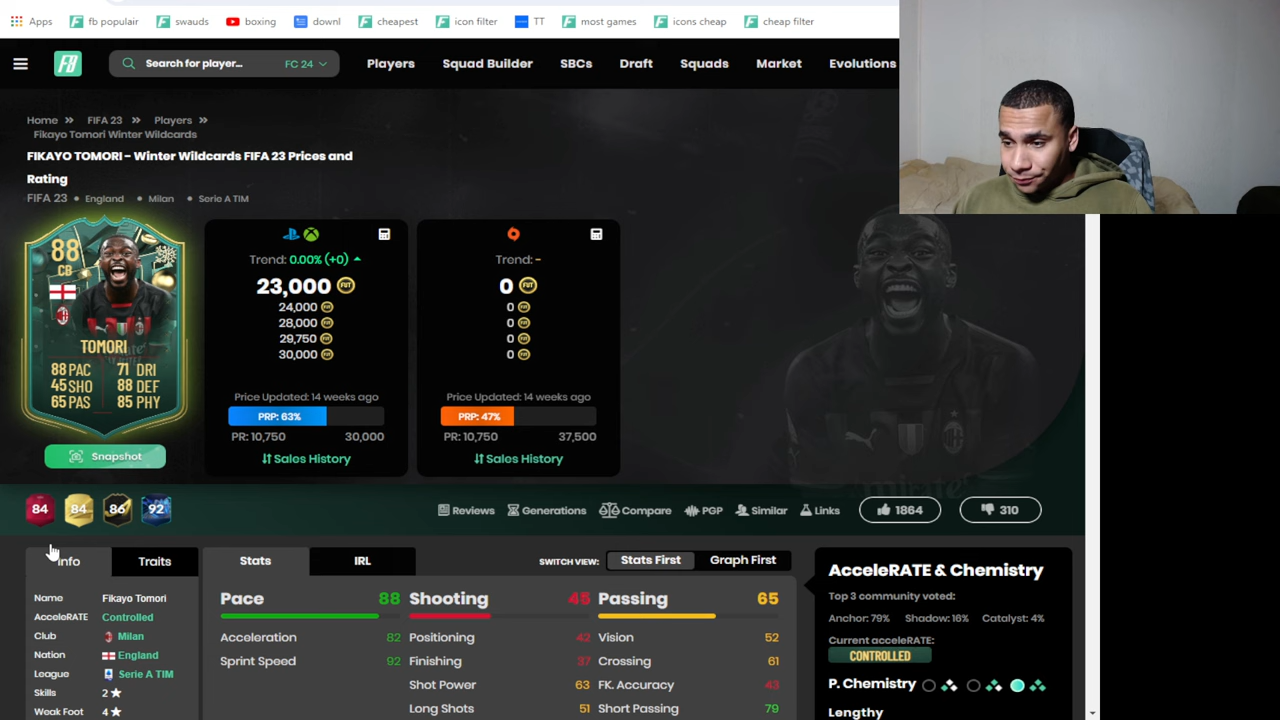 Apps fb populair swauds boxing downl cheapest icon filter TT most games icons cheap cheap filter
FB Search for player... FC 24 Players Squad Builder SBCs Draft Squads Market Evolutions
Home » FIFA 23 » Players »
Fikayo Tomori Winter Wildcards
FIKAYO TOMORI - Winter Wildcards FIFA 23 Prices and
Rating
FIFA 23 • England • Milan • Serie A TIM
88
CB
TOMORI
88 PAC 71 DRI
45 SHO 88 DEF
65 PAS 85 PHY
Snapshot
Trend: 0.00% (+0)
23,000 FUT
24,000
28,000
29,750
30,000
Price Updated: 14 weeks ago
PRP: 63%
PR: 10,750 30,000
Sales History
Trend: -
0 FUT
0
0
0
0
Price Updated: 14 weeks ago
PRP: 47%
PR: 10,750 37,500
Sales History
84 84 86 92
Reviews Generations Compare PGP Similar Links 1864 310
Info Traits
Name Fikayo Tomori
AcceleRATE Controlled
Club Milan
Nation England
League Serie A TIM
Skills 2 ★
Weak Foot 4 ★
Stats IRL SWITCH VIEW: Stats First Graph First
Pace 88 Shooting 45 Passing 65
Acceleration 82 Positioning 42 Vision 52
Sprint Speed 92 Finishing 37 Crossing 61
Shot Power 63 FK. Accuracy 43
Long Shots 51 Short Passing 79
AcceleRATE & Chemistry
Top 3 community voted:
Anchor: 79% Shadow: 16% Catalyst: 4%
Current acceleRATE:
CONTROLLED
P. Chemistry
Lengthy